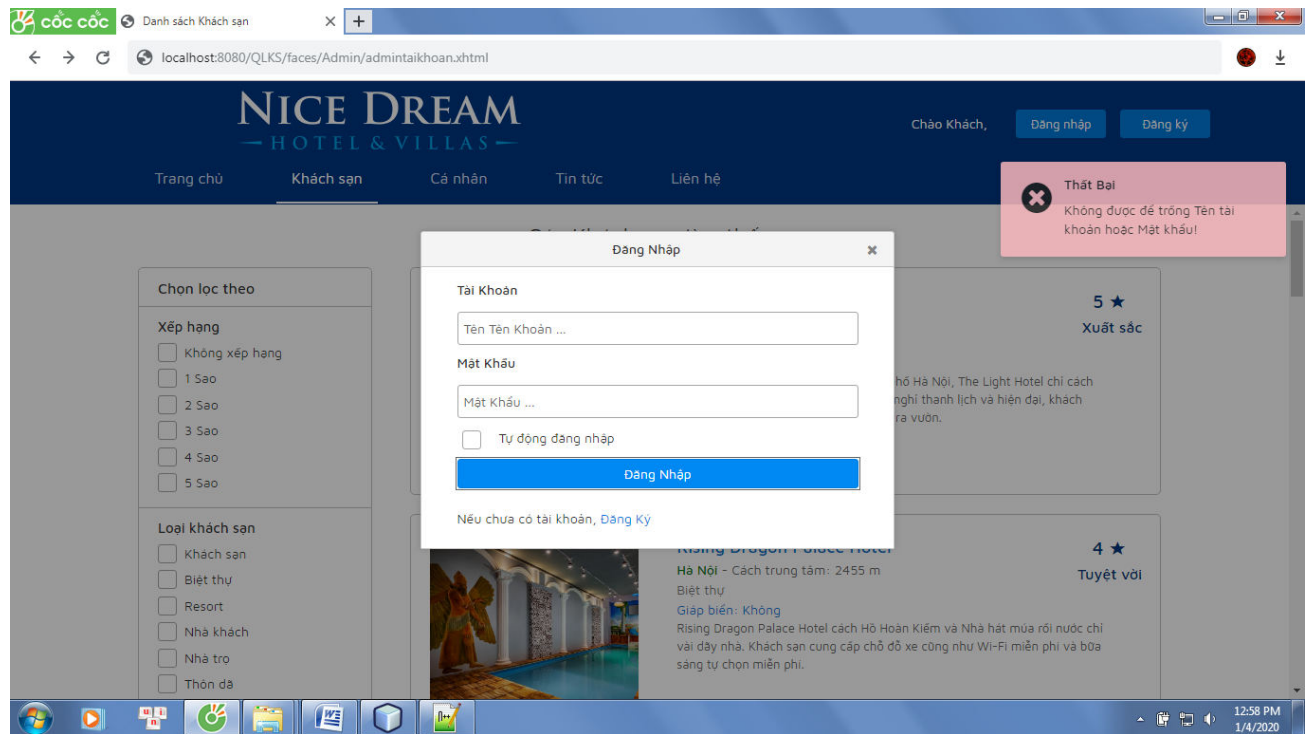 cốc cốc
Danh sách Khách sạn
localhost:8080/QLKS/faces/Admin/admintaikhoan.xhtml
NICE DREAM
HOTEL & VILLAS
Chào Khách,
Đăng nhập
Đăng ký
Trang chủ
Khách sạn
Cá nhân
Tin tức
Liên hệ
Thất Bại
Không được để trống Tên tài
khoản hoặc Mật khẩu!
Đăng Nhập
Tài Khoản
Tên Tên Khoản ...
Mật Khẩu
Mật Khẩu ...
Tự động đăng nhập
Đăng Nhập
Nếu chưa có tài khoản, Đăng Ký
Chọn lọc theo
Xếp hạng
Không xếp hạng
1 Sao
2 Sao
3 Sao
4 Sao
5 Sao
Loại khách sạn
Khách sạn
Biệt thự
Resort
Nhà khách
Nhà trọ
Thôn dã
5 ★
Xuất sắc
hố Hà Nội, The Light Hotel chỉ cách
nghỉ thanh lịch và hiện đại, khách
ra vườn.
Rising Dragon Palace Hotel
4 ★
Tuyệt vời
Hà Nội - Cách trung tâm: 2455 m
Biệt thự
Giáp biển: Không
Rising Dragon Palace Hotel cách Hồ Hoàn Kiếm và Nhà hát múa rối nước chỉ
vài dãy nhà. Khách sạn cung cấp chỗ đỗ xe cũng như Wi-Fi miễn phí và bữa
sáng tự chọn miễn phí.
12:58 PM
1/4/2020